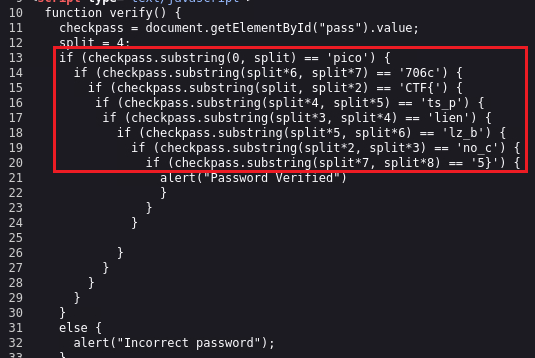 <script type="text/javascript">
10 function verify() {
11 checkpass = document.getElementById("pass").value;
12 split = 4;
13 if (checkpass.substring(0, split) == 'pico') {
14 if (checkpass.substring(split*6, split*7) == '706c') {
15 if (checkpass.substring(split, split*2) == 'CTF{') {
16 if (checkpass.substring(split*4, split*5) == 'ts_p') {
17 if (checkpass.substring(split*3, split*4) == 'lien') {
18 if (checkpass.substring(split*5, split*6) == 'lz_b') {
19 if (checkpass.substring(split*2, split*3) == 'no_c') {
20 if (checkpass.substring(split*7, split*8) == '5}') {
21 alert("Password Verified")
22 }
23 }
24 }
25
26 }
27 }
28 }
29 }
30 }
31 else {
32 alert("Incorrect password");
33 }